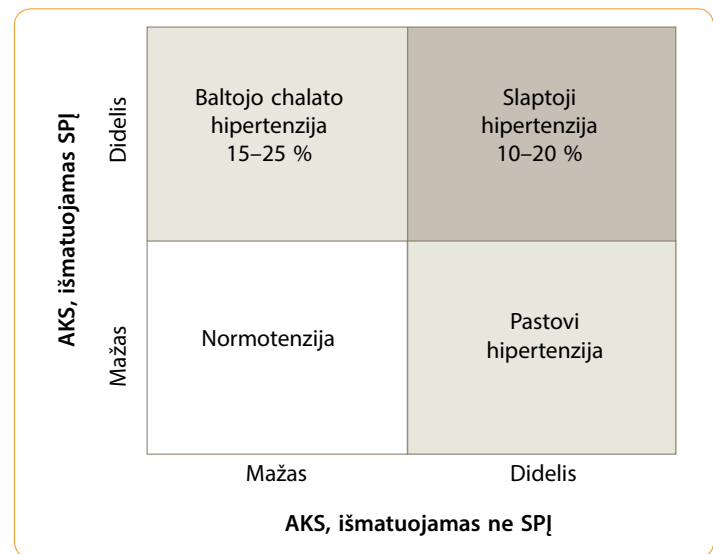 AKS, išmatuojamas SPĮ
Didelis
Mažas
Baltojo chalato
hipertenzija
15–25 %
Slaptoji
hipertenzija
10–20 %
Normotenzija
Pastovi
hipertenzija
Mažas
Didelis
AKS, išmatuojamas ne SPĮ